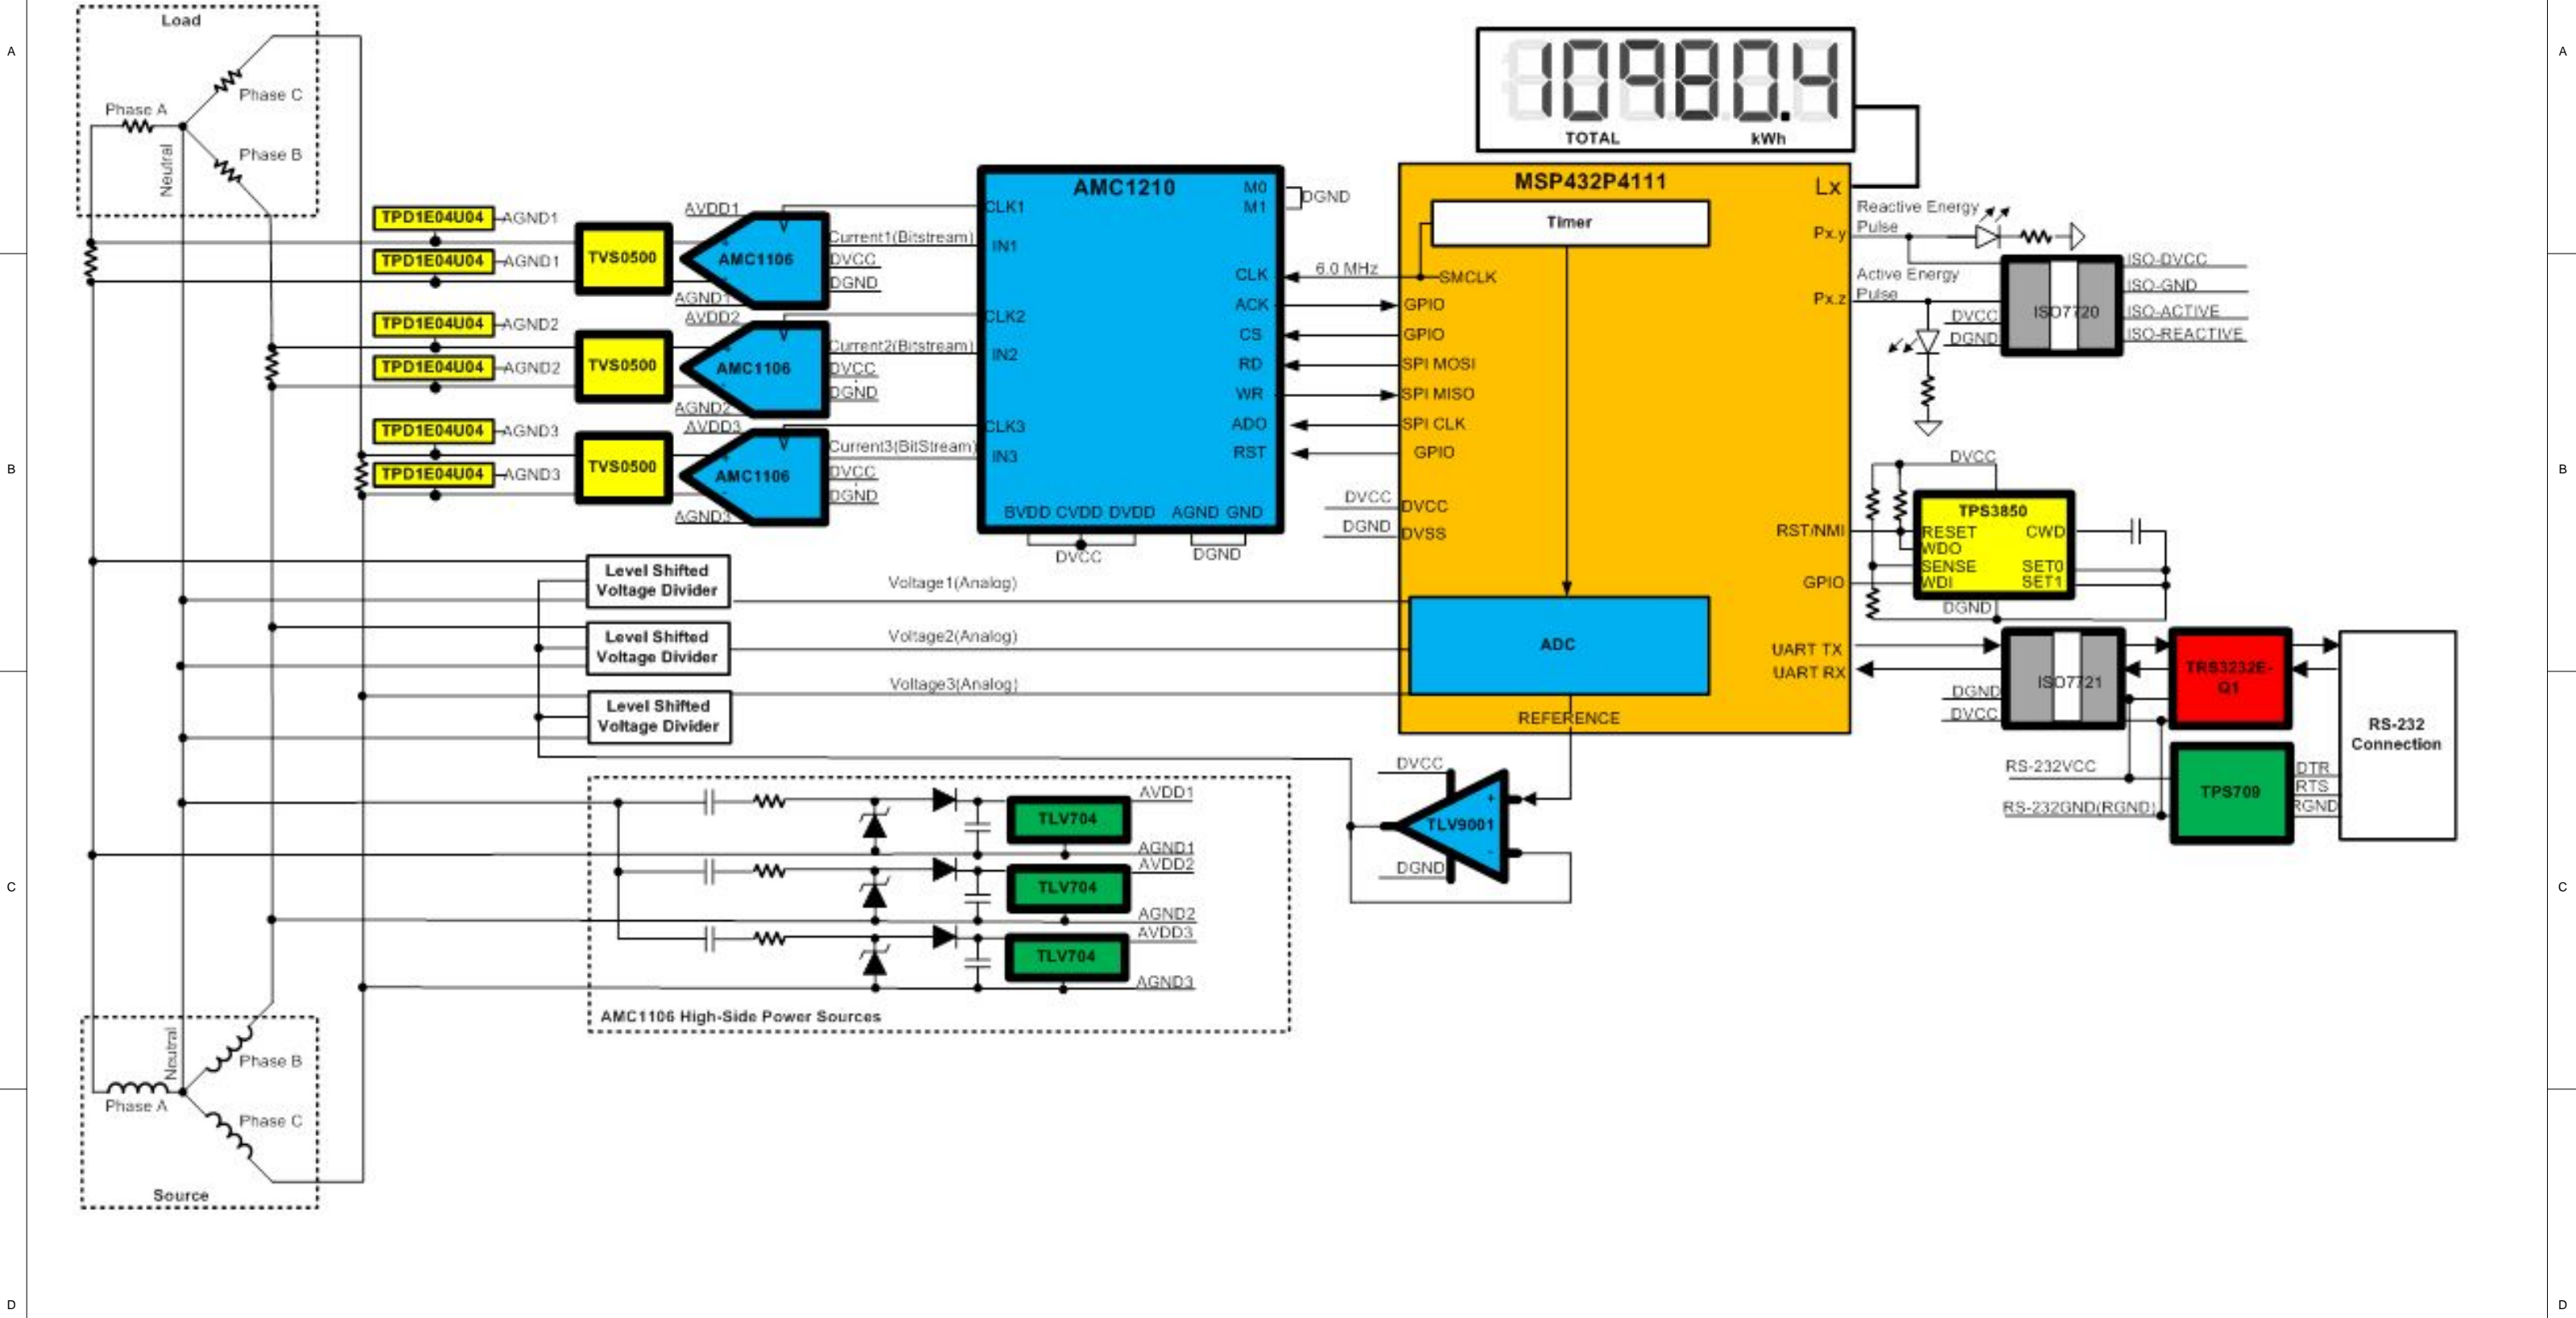 A
A
Load
Phase C
Phase A
Phase B
Neutral
10980.4
TOTAL
kWh
TPD1E04U04
AGND1
TPD1E04U04
AGND1
TVS0500
AVDD1
AMC1106
AGND1
Current1(Bitstream)
DVCC
DGND
TPD1E04U04
AGND2
TPD1E04U04
AGND2
TVS0500
AVDD2
AMC1106
AGND2
Current2(Bitstream)
DVCC
DGND
TPD1E04U04
AGND3
TPD1E04U04
AGND3
TVS0500
AVDD3
AMC1106
AGND3
Current3(BitStream)
DVCC
DGND
AMC1210
M0
M1
DGND
CLK1
IN1
CLK2
IN2
CLK3
IN3
CLK
ACK
CS
RD
WR
ADO
RST
BVDD CVDD DVDD
AGND GND
DVCC
DGND
6.0 MHz
MSP432P4111
Lx
Timer
SMCLK
GPIO
GPIO
SPI MOSI
SPI MISO
SPI CLK
GPIO
DVCC
DVCC
DGND
DVSS
Px.y
Px.z
RST/NMI
GPIO
UART TX
UART RX
ADC
REFERENCE
Reactive Energy
Pulse
Active Energy
Pulse
DVCC
DGND
ISO7720
ISO-DVCC
ISO-GND
ISO-ACTIVE
ISO-REACTIVE
B
B
DVCC
TPS3850
RESET
CWD
WDO
SENSE
SET0
WDI
SET1
DGND
Level Shifted
Voltage Divider
Voltage1(Analog)
Level Shifted
Voltage Divider
Voltage2(Analog)
Level Shifted
Voltage Divider
Voltage3(Analog)
ISO7721
DGND
DVCC
TRS3232E-
Q1
RS-232
Connection
RS-232VCC
RS-232GND(RGND)
TPS709
DTR
RTS
RGND
DVCC
+
TLV9001
-
DGND
TLV704
AVDD1
AGND1
TLV704
AVDD2
AGND2
TLV704
AVDD3
AGND3
AMC1106 High-Side Power Sources
C
C
Neutral
Phase B
Phase A
Phase C
Source
D
D